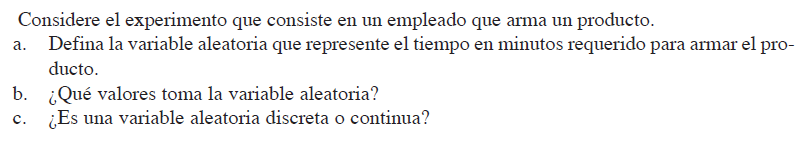 Considere el experimento que consiste en un empleado que arma un producto.
a. Defina la variable aleatoria que represente el tiempo en minutos requerido para armar el pro-
ducto.
b. ¿Qué valores toma la variable aleatoria?
c. ¿Es una variable aleatoria discreta o continua?